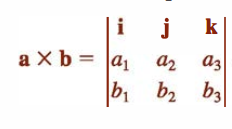 i j k
a × b = a₁ a₂ a₃
b₁ b₂ b₃